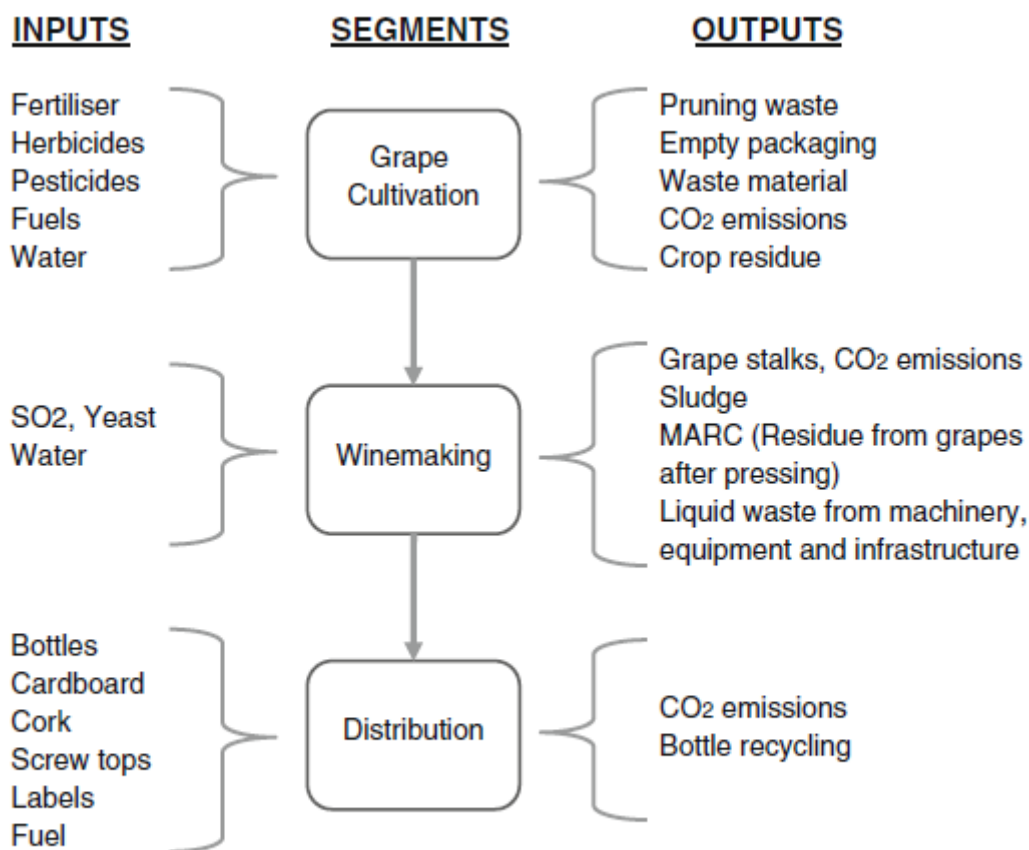 INPUTS
SEGMENTS
OUTPUTS
Fertiliser
Herbicides
Pesticides
Fuels
Water
Grape
Cultivation
Pruning waste
Empty packaging
Waste material
CO2 emissions
Crop residue
SO2, Yeast
Water
Winemaking
Grape stalks, CO2 emissions
Sludge
MARC (Residue from grapes
after pressing)
Liquid waste from machinery,
equipment and infrastructure
Bottles
Cardboard
Cork
Screw tops
Labels
Fuel
Distribution
CO2 emissions
Bottle recycling